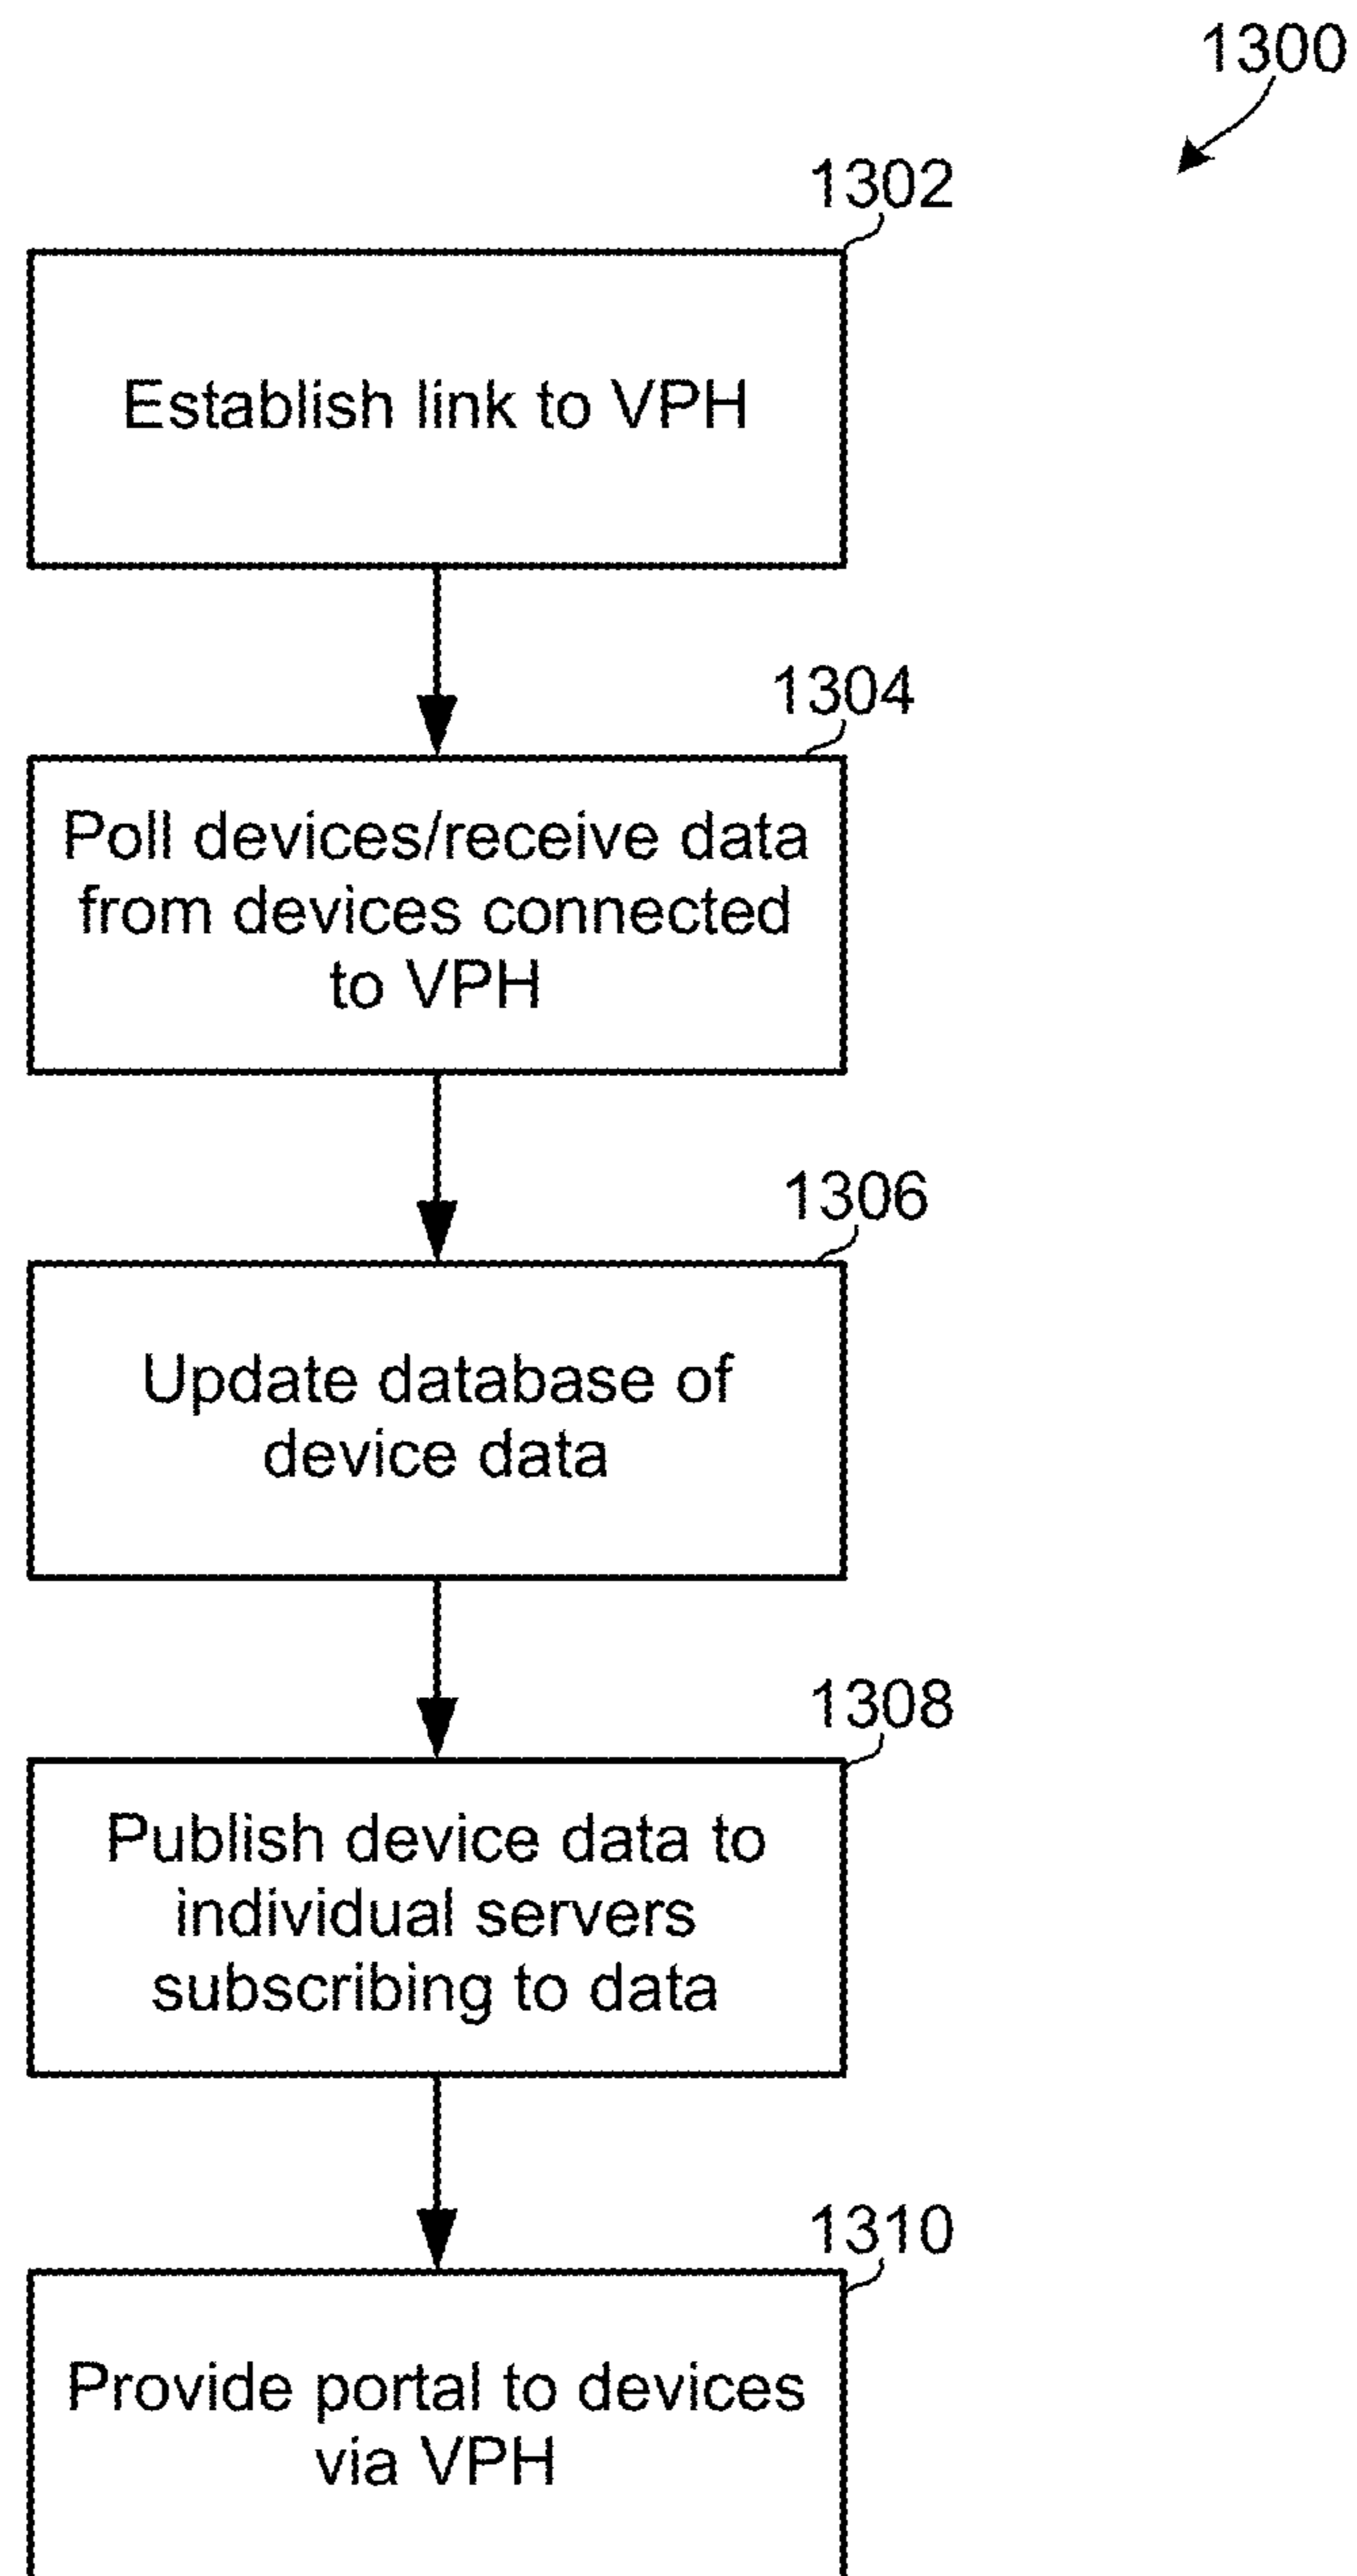 1300
1302
Establish link to VPH
1304
Poll devices/receive data
from devices connected
to VPH
1306
Update database of
device data
1308
Publish device data to
individual servers
subscribing to data
1310
Provide portal to devices
via VPH